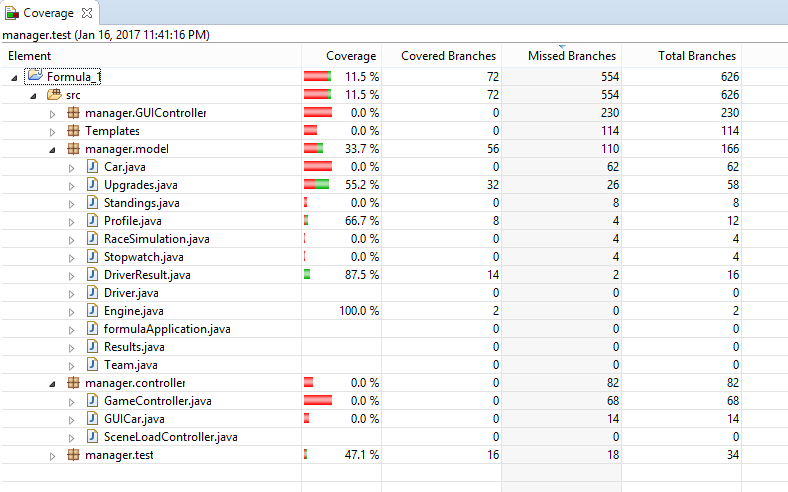 Coverage
manager.test (Jan 16, 2017 11:41:16 PM)
Element Coverage Covered Branches Missed Branches Total Branches
Formula_1 11.5 % 72 554 626
src 11.5 % 72 554 626
manager.GUIController 0.0 % 0 230 230
Templates 0.0 % 0 114 114
manager.model 33.7 % 56 110 166
Car.java 0.0 % 0 62 62
Upgrades.java 55.2 % 32 26 58
Standings.java 0.0 % 0 8 8
Profile.java 66.7 % 8 4 12
RaceSimulation.java 0.0 % 0 4 4
Stopwatch.java 0.0 % 0 4 4
DriverResult.java 87.5 % 14 2 16
Driver.java 0 0 0
Engine.java 100.0 % 2 0 2
formulaApplication.java 0 0 0
Results.java 0 0 0
Team.java 0 0 0
manager.controller 0.0 % 0 82 82
GameController.java 0.0 % 0 68 68
GUICar.java 0.0 % 0 14 14
SceneLoadController.java 0 0 0
manager.test 47.1 % 16 18 34